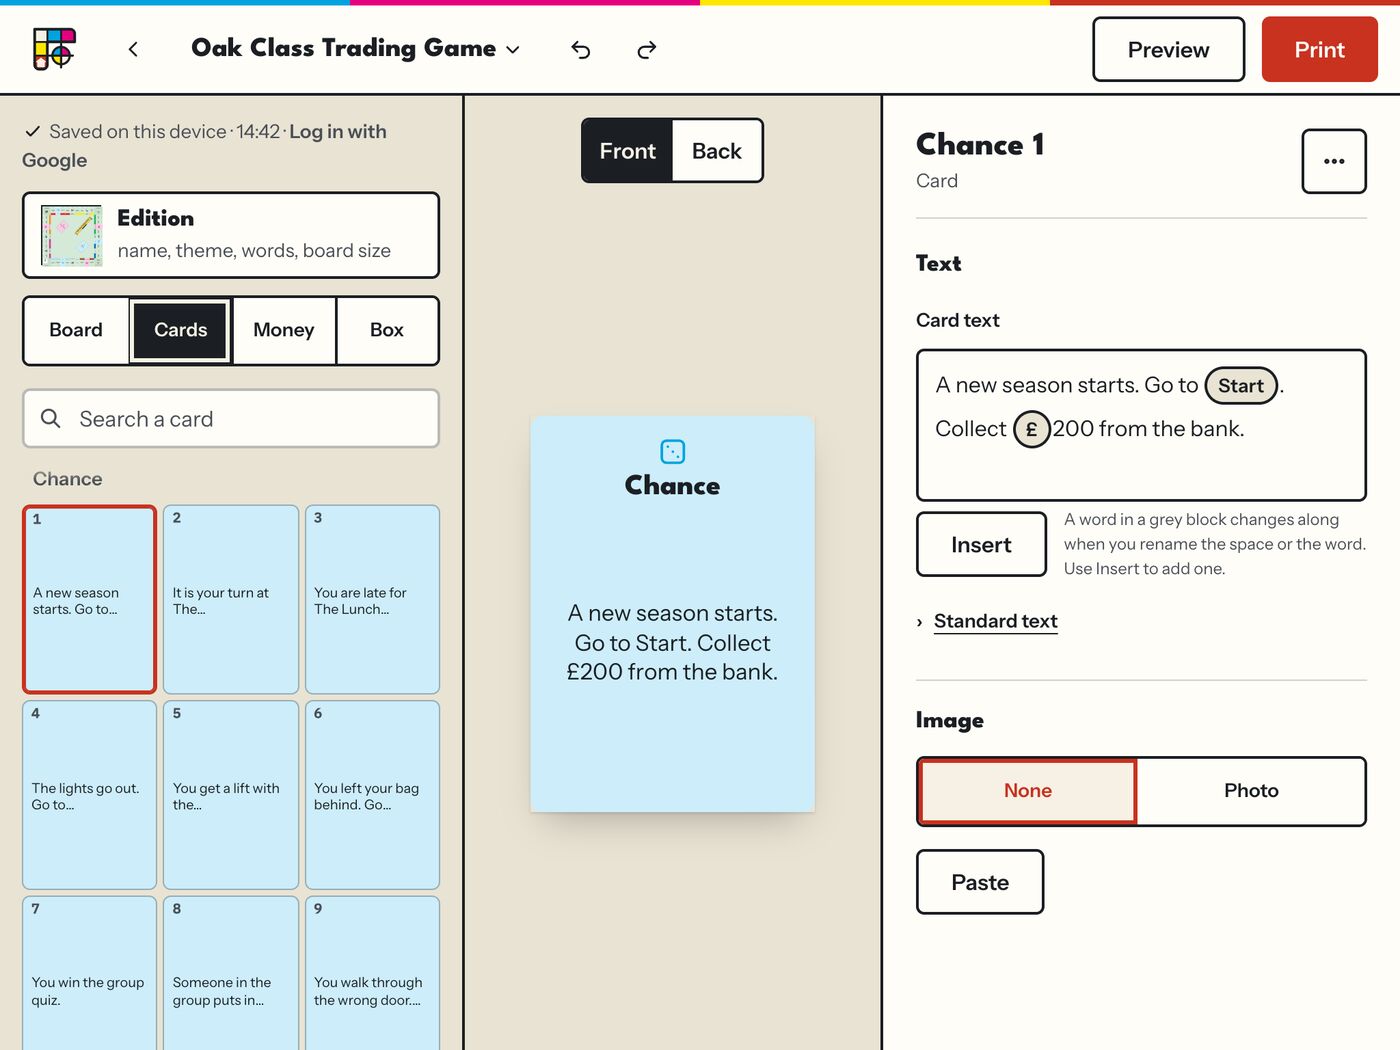 Oak Class Trading Game
Preview
Print
Saved on this device · 14:42 · Log in with
Google
Edition
name, theme, words, board size
Board
Cards
Money
Box
Search a card
Chance
1
A new season
starts. Go to...
2
It is your turn at
The...
3
You are late for
The Lunch...
4
The lights go out.
Go to...
5
You get a lift with
the...
6
You left your bag
behind. Go...
7
You win the group
quiz.
8
Someone in the
group puts in...
9
You walk through
the wrong door....
Front
Back
Chance
A new season starts.
Go to Start. Collect
£200 from the bank.
Chance 1
Card
...
Text
Card text
A new season starts. Go to Start.
Collect £200 from the bank.
Insert
A word in a grey block changes along
when you rename the space or the word.
Use Insert to add one.
› Standard text
Image
None
Photo
Paste